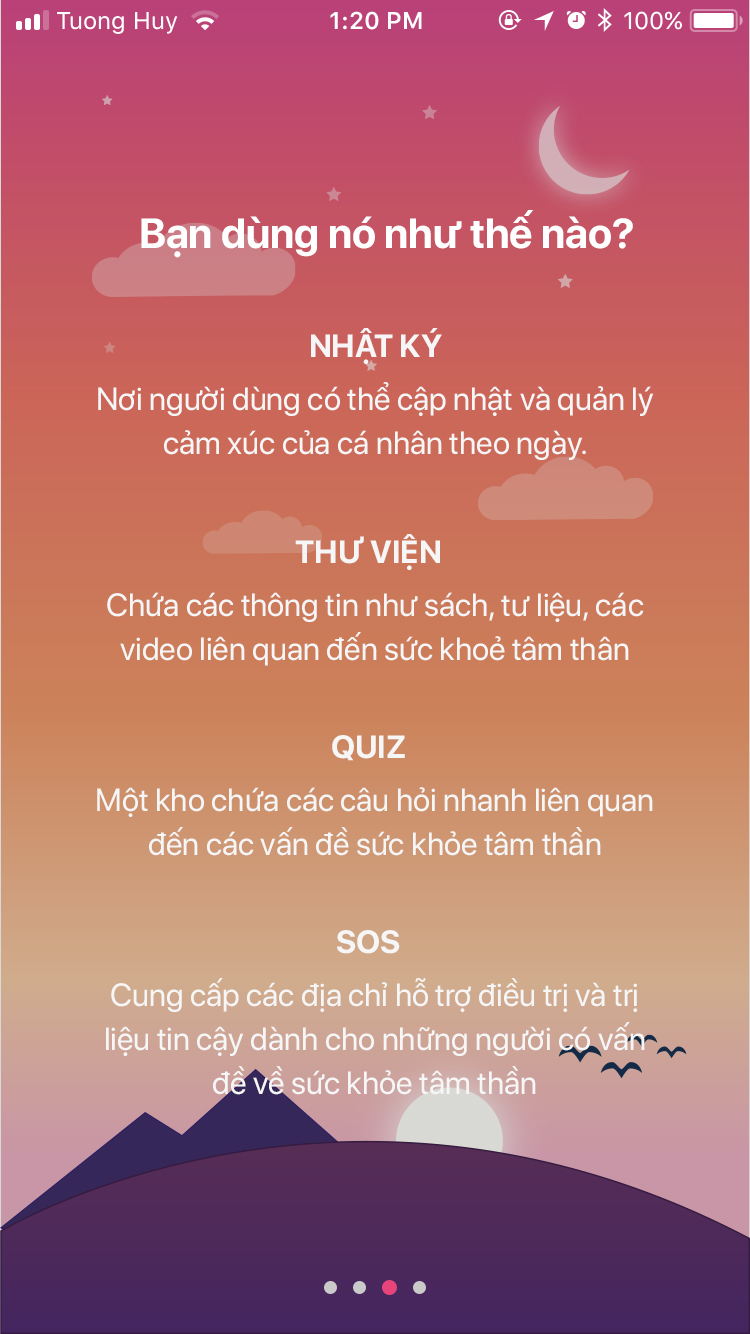 Tuong Huy 1:20 PM 100%
Bạn dùng nó như thế nào?
NHẬT KÝ
Nơi người dùng có thể cập nhật và quản lý
cảm xúc của cá nhân theo ngày.
THƯ VIỆN
Chứa các thông tin như sách, tư liệu, các
video liên quan đến sức khoẻ tâm thân
QUIZ
Một kho chứa các câu hỏi nhanh liên quan
đến các vấn đề sức khỏe tâm thần
SOS
Cung cấp các địa chỉ hỗ trợ điều trị và trị
liệu tin cậy dành cho những người có vấn
đề về sức khỏe tâm thần